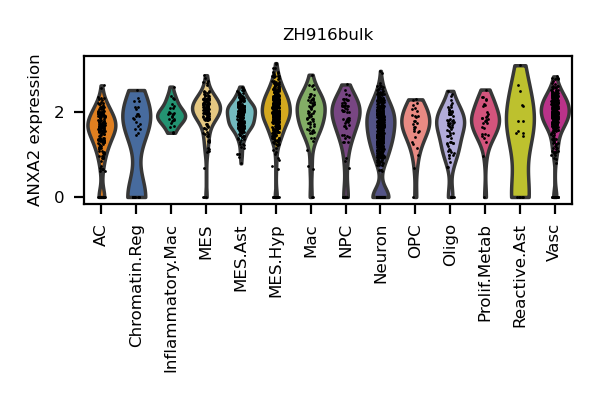 ZH916bulk
ANXA2 expression
2
0
AC
Chromatin.Reg
Inflammatory.Mac
MES
MES.Ast
MES.Hyp
Mac
NPC
Neuron
OPC
Oligo
Prolif.Metab
Reactive.Ast
Vasc